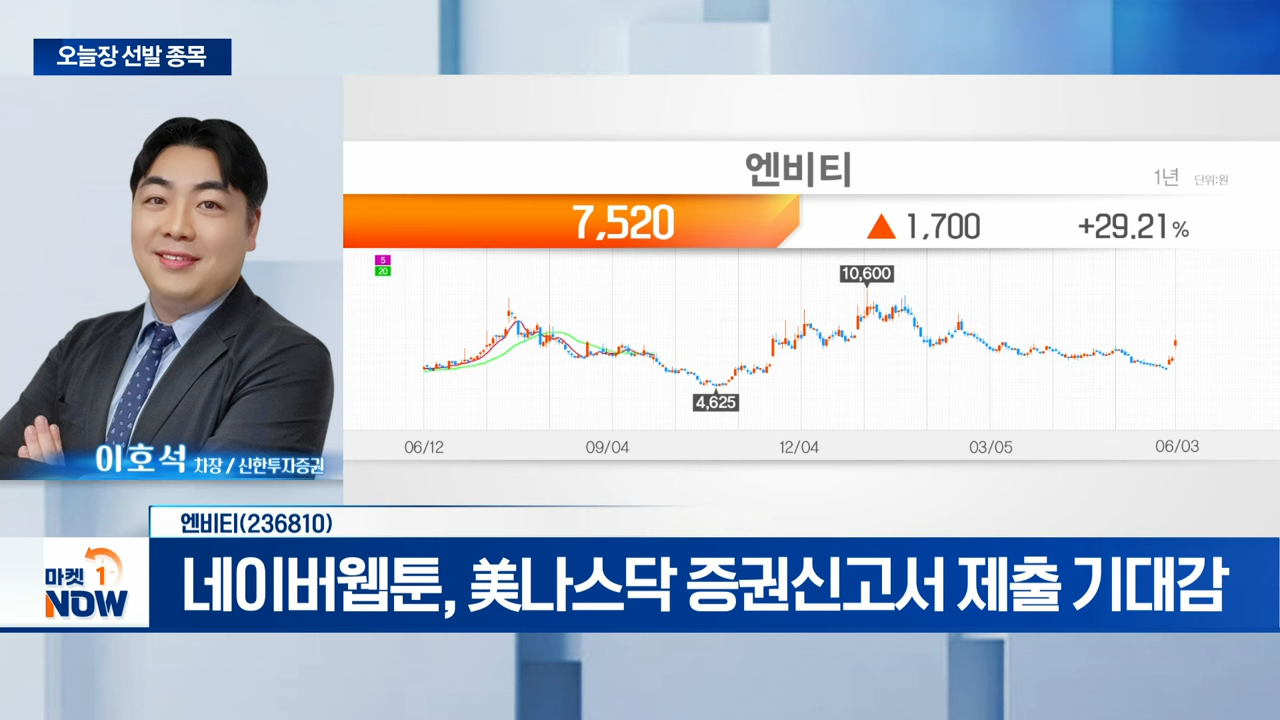 오늘장 선발 종목
엔비티
1년 단위:원
7,520 ▲ 1,700 +29.21%
5
20
10,600
4,625
06/12 09/04 12/04 03/05 06/03
이호석 차장 / 신한투자증권
엔비티(236810)
마켓 1
NOW
네이버웹툰, 美나스닥 증권신고서 제출 기대감